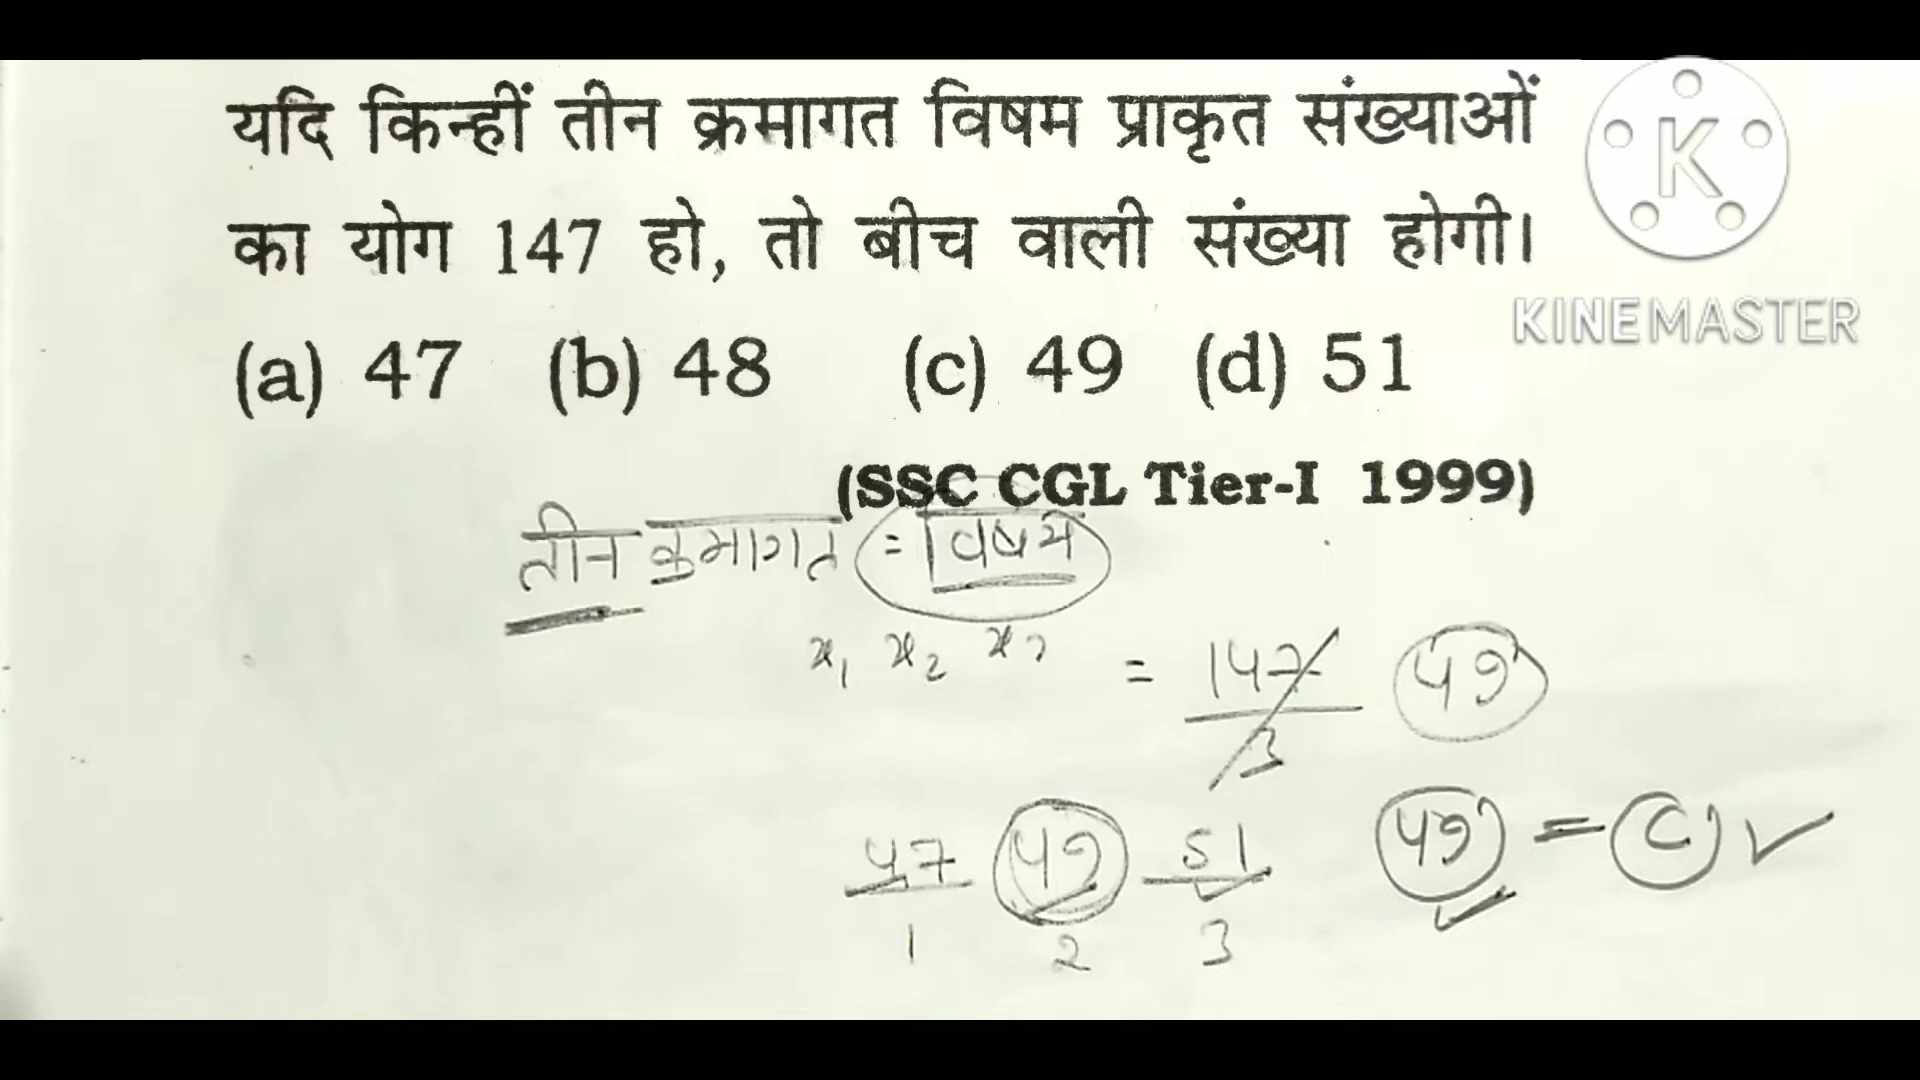 यदि किन्हीं तीन क्रमागत विषम प्राकृत संख्याओं
का योग 147 हो, तो बीच वाली संख्या होगी।
(a) 47 (b) 48 (c) 49 (d) 51
(SSC CGL Tier-I 1999)
तीन क्रमागत = विषम
x₁ x₂ x₃ = 147/3 49
47 49 51 49 = C ✓
1 2 3
K
KINEMASTER